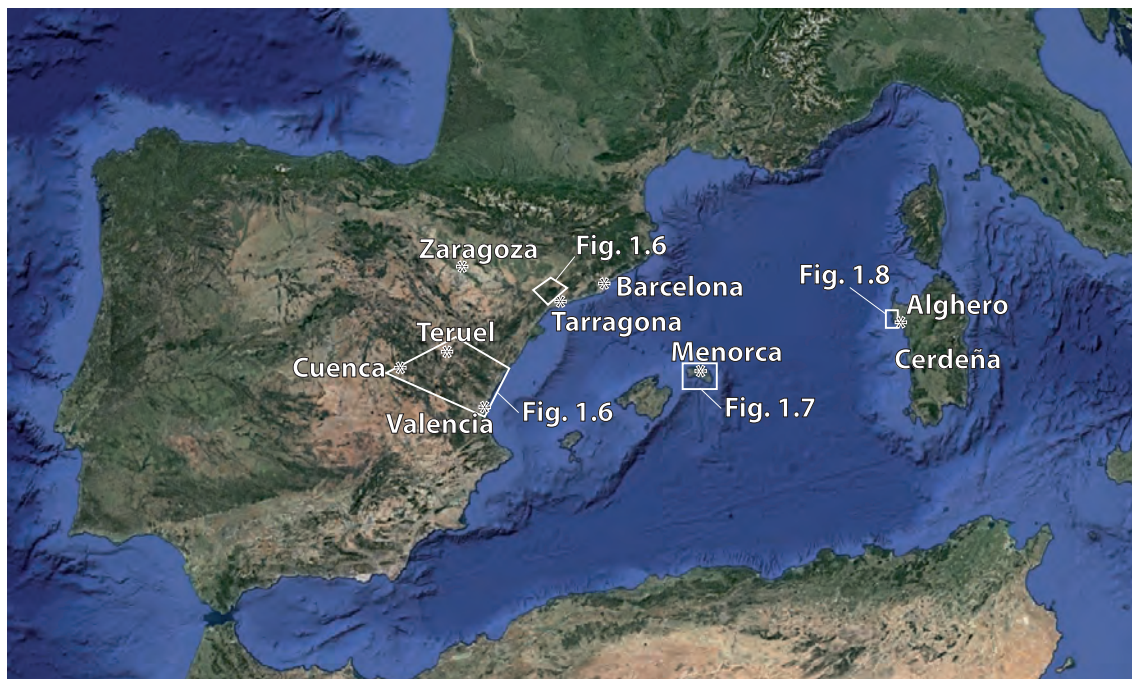 Zaragoza
Fig. 1.6
Barcelona
Tarragona
Teruel
Cuenca
Valencia
Fig. 1.6
Menorca
Fig. 1.7
Fig. 1.8
Alghero
Cerdeña